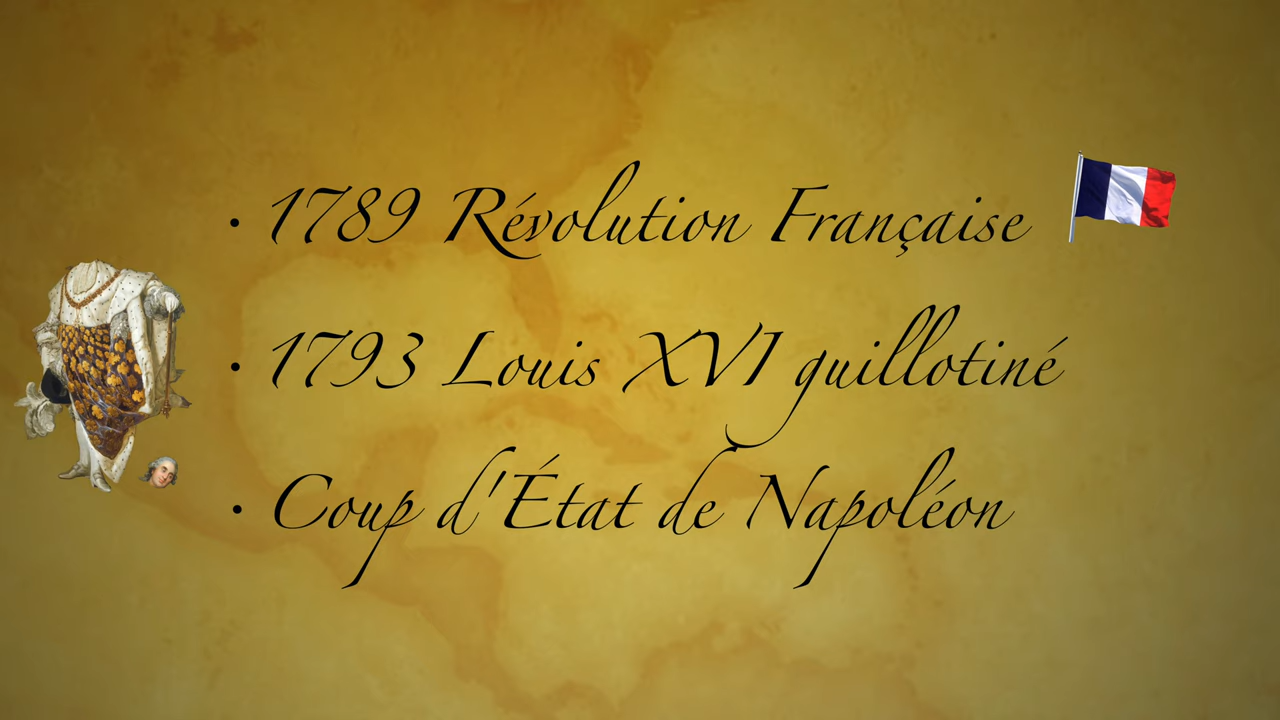 • 1789 Révolution Française
• 1793 Louis XVI guillotiné
• Coup d'État de Napoléon